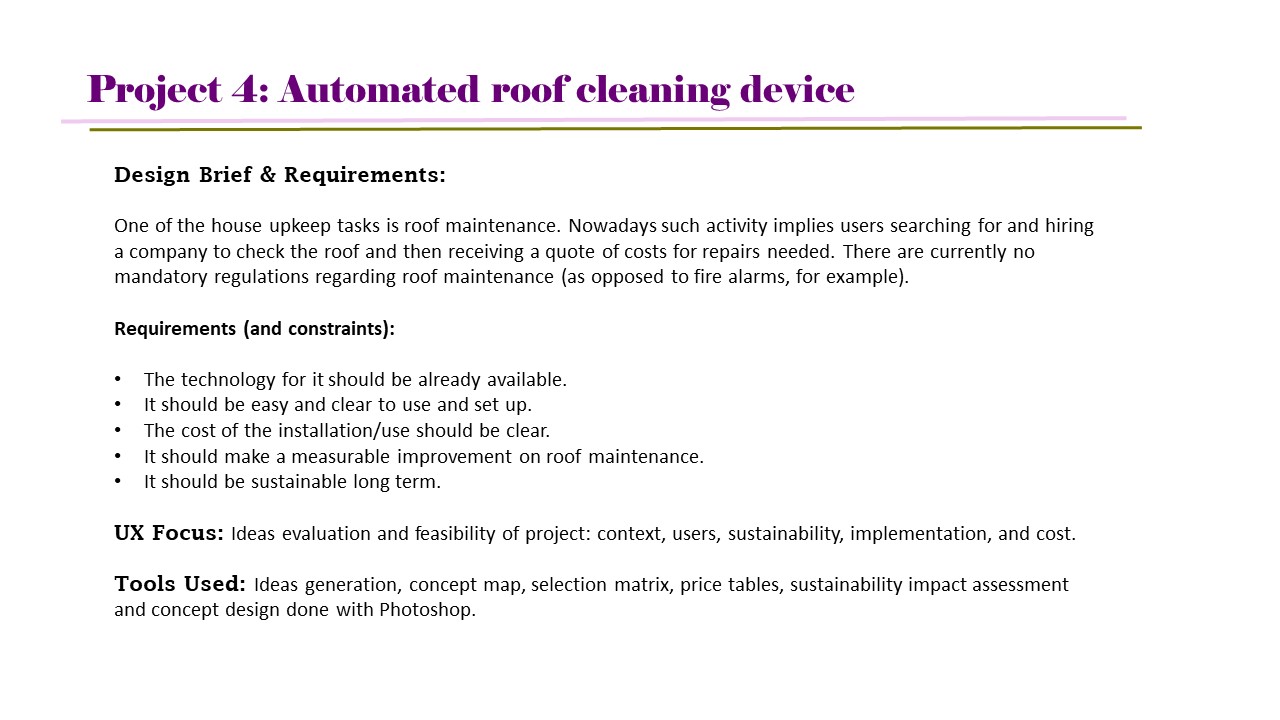 Project 4: Automated roof cleaning device
Design Brief & Requirements:
One of the house upkeep tasks is roof maintenance. Nowadays such activity implies users searching for and hiring
a company to check the roof and then receiving a quote of costs for repairs needed. There are currently no
mandatory regulations regarding roof maintenance (as opposed to fire alarms, for example).
Requirements (and constraints):
• The technology for it should be already available.
• It should be easy and clear to use and set up.
• The cost of the installation/use should be clear.
• It should make a measurable improvement on roof maintenance.
• It should be sustainable long term.
UX Focus: Ideas evaluation and feasibility of project: context, users, sustainability, implementation, and cost.
Tools Used: Ideas generation, concept map, selection matrix, price tables, sustainability impact assessment
and concept design done with Photoshop.